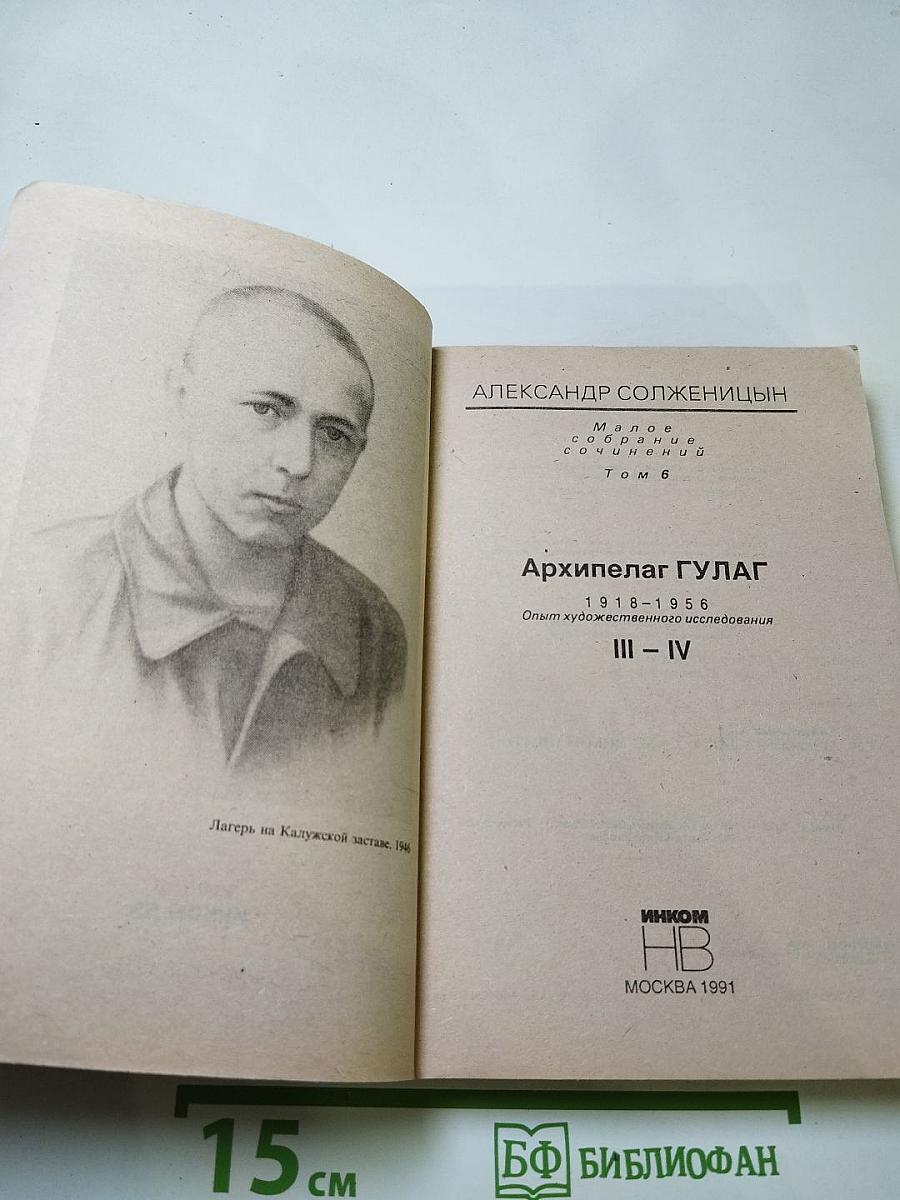 Лагерь на Калужской заставе. 1946
АЛЕКСАНДР СОЛЖЕНИЦЫН
Малое
собрание
сочинений
Том 6
Архипелаг ГУЛАГ
1918–1956
Опыт художественного исследования
III – IV
ИНКОМ
НВ
МОСКВА 1991
15 см
БФ БИБЛИОФАН